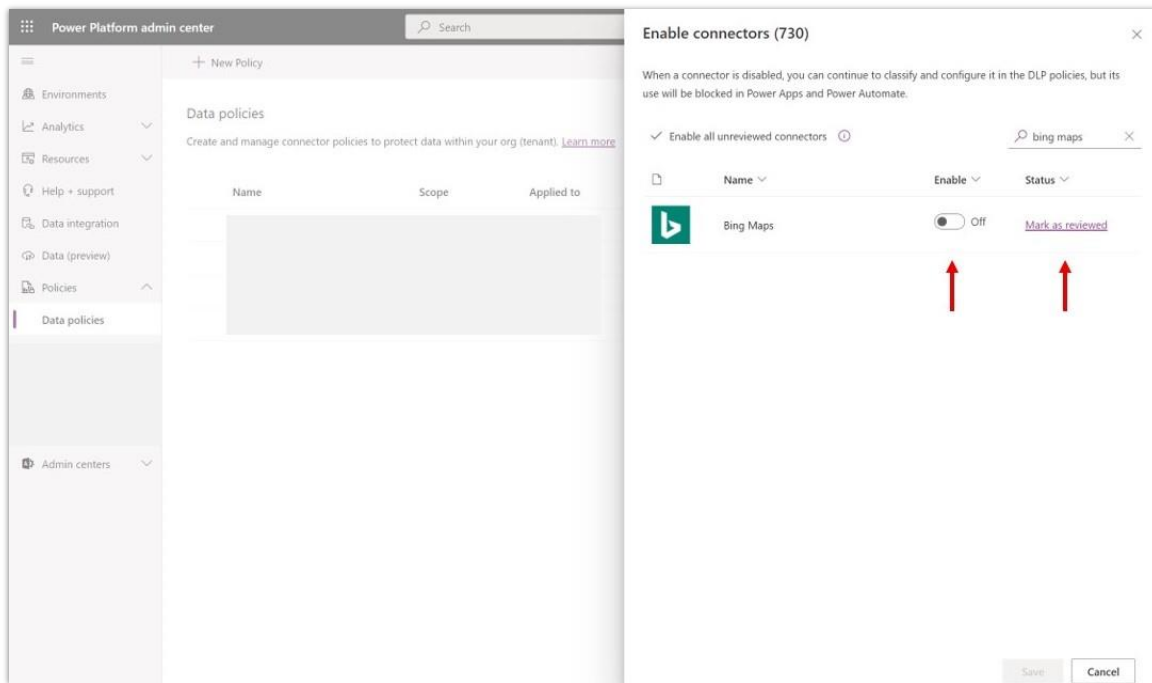 Power Platform admin center
Search
New Policy
Environments
Analytics
Resources
Help + support
Data integration
Data (preview)
Policies
Data policies
Admin centers
Data policies
Create and manage connector policies to protect data within your org (tenant). Learn more
Name Scope Applied to
Enable connectors (730)
When a connector is disabled, you can continue to classify and configure it in the DLP policies, but its
use will be blocked in Power Apps and Power Automate.
Enable all unreviewed connectors
bing maps
Name Enable Status
Bing Maps Off Mark as reviewed
Save Cancel